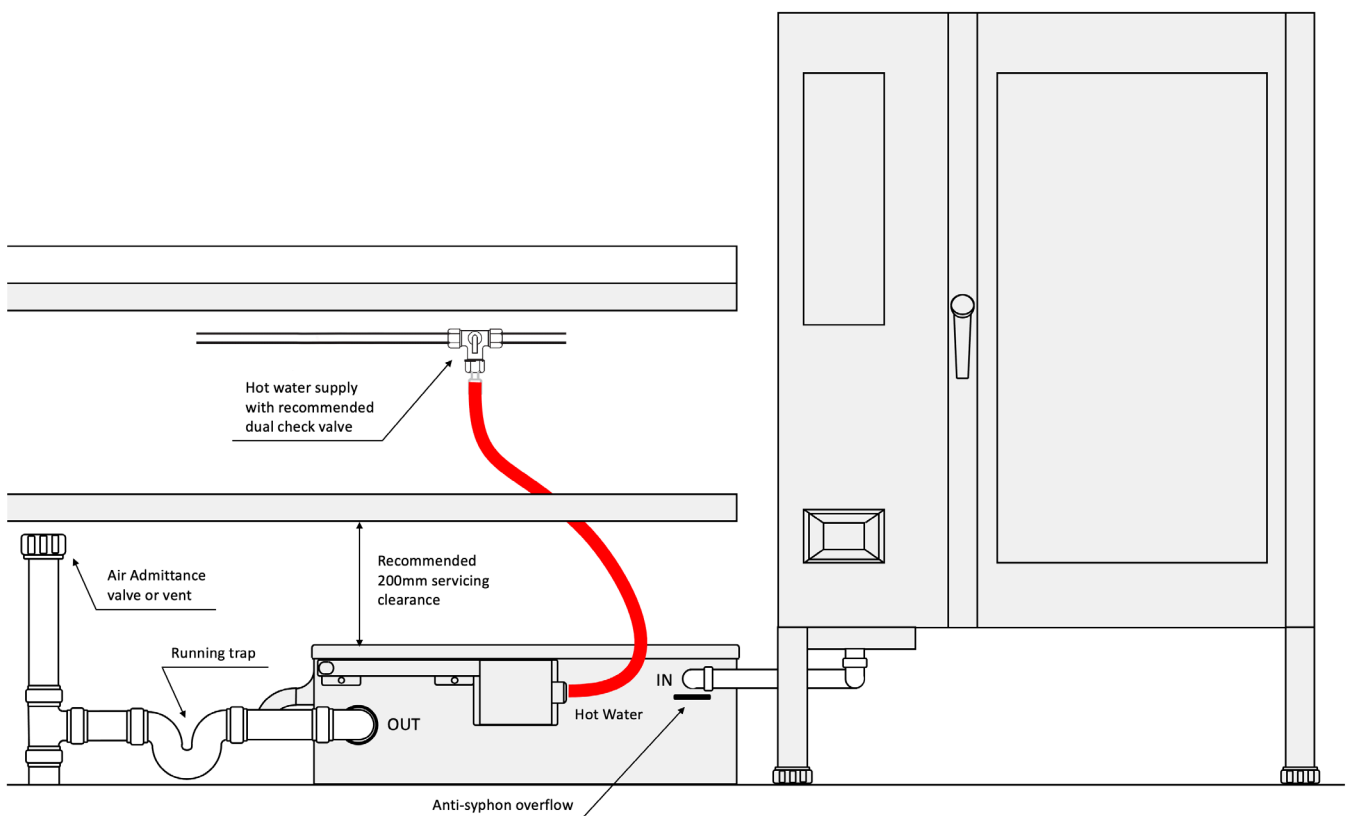 Hot water supply
with recommended
dual check valve
Recommended
200mm servicing
clearance
Air Admittance
valve or vent
Running trap
IN
Hot Water
OUT
Anti-syphon overflow